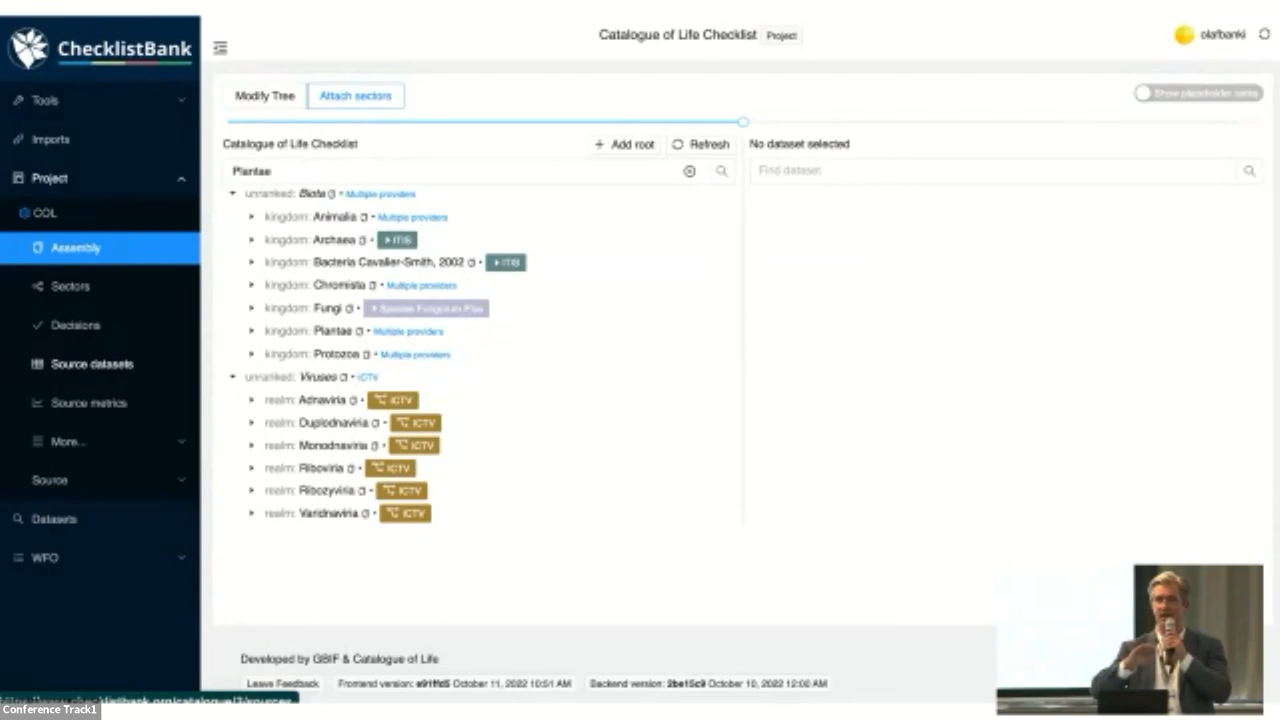 ChecklistBank
Catalogue of Life Checklist Project
olafbanki
Tools
Imports
Project
COL
Assembly
Sectors
Decisions
Source datasets
Source metrics
More...
Source
Datasets
WFO
Modify Tree Attach sectors
Show placeholder ranks
Catalogue of Life Checklist
+ Add root Refresh
No dataset selected
Plantae
Find dataset
unranked: Biota • Multiple providers
kingdom: Animalia • Multiple providers
kingdom: Archaea • ITIS
kingdom: Bacteria Cavalier-Smith, 2002 • ITIS
kingdom: Chromista • Multiple providers
kingdom: Fungi • Species Fungorum Plus
kingdom: Plantae • Multiple providers
kingdom: Protozoa • Multiple providers
unranked: Viruses • ICTV
realm: Adnaviria • ICTV
realm: Duplodnaviria • ICTV
realm: Monodnaviria • ICTV
realm: Riboviria • ICTV
realm: Ribozyviria • ICTV
realm: Varidnaviria • ICTV
Developed by GBIF & Catalogue of Life
Leave Feedback Frontend version: e91ffd5 October 11, 2022 10:51 AM Backend version: 2be15c9 October 10, 2022 12:00 AM
Conference Track1